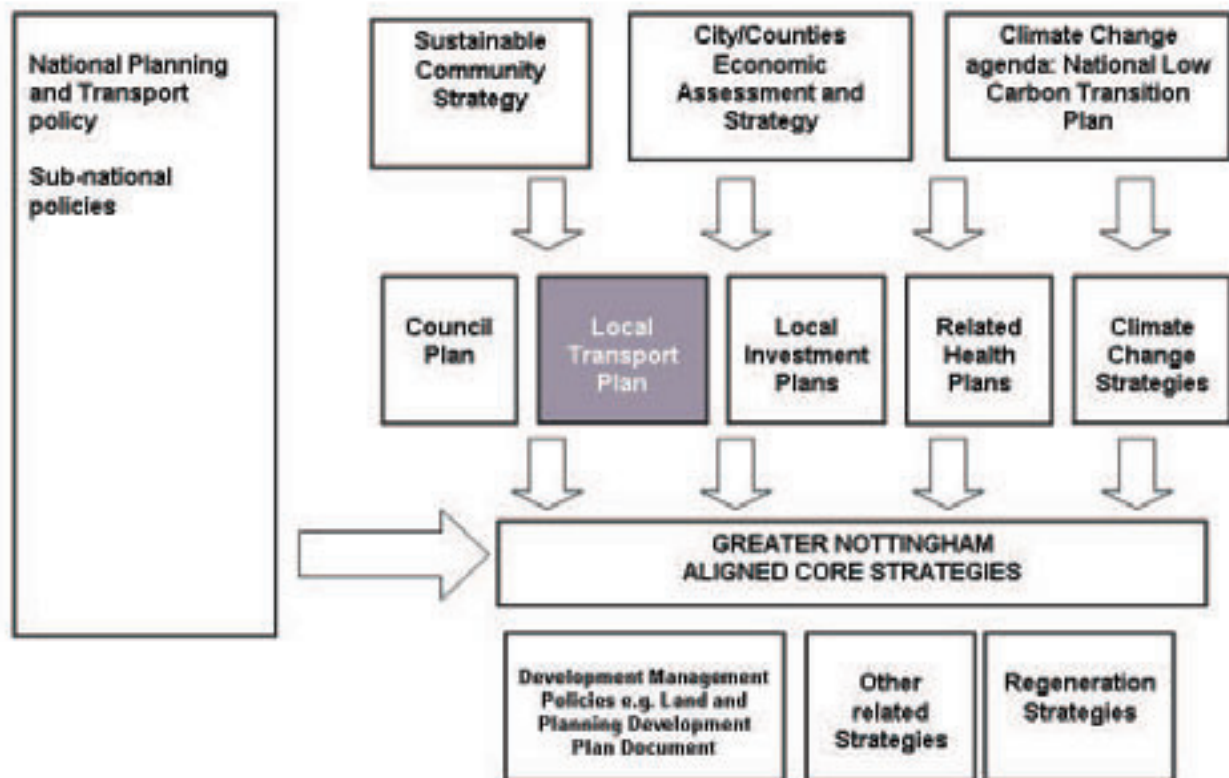 National Planning
and Transport
policy
Sub-national
policies
Sustainable
Community
Strategy
City/Counties
Economic
Assessment and
Strategy
Climate Change
agenda: National Low
Carbon Transition
Plan
Council
Plan
Local
Transport
Plan
Local
Investment
Plans
Related
Health
Plans
Climate
Change
Strategies
GREATER NOTTINGHAM
ALIGNED CORE STRATEGIES
Development Management
Policies e.g. Land and
Planning Development
Plan Document
Other
related
Strategies
Regeneration
Strategies